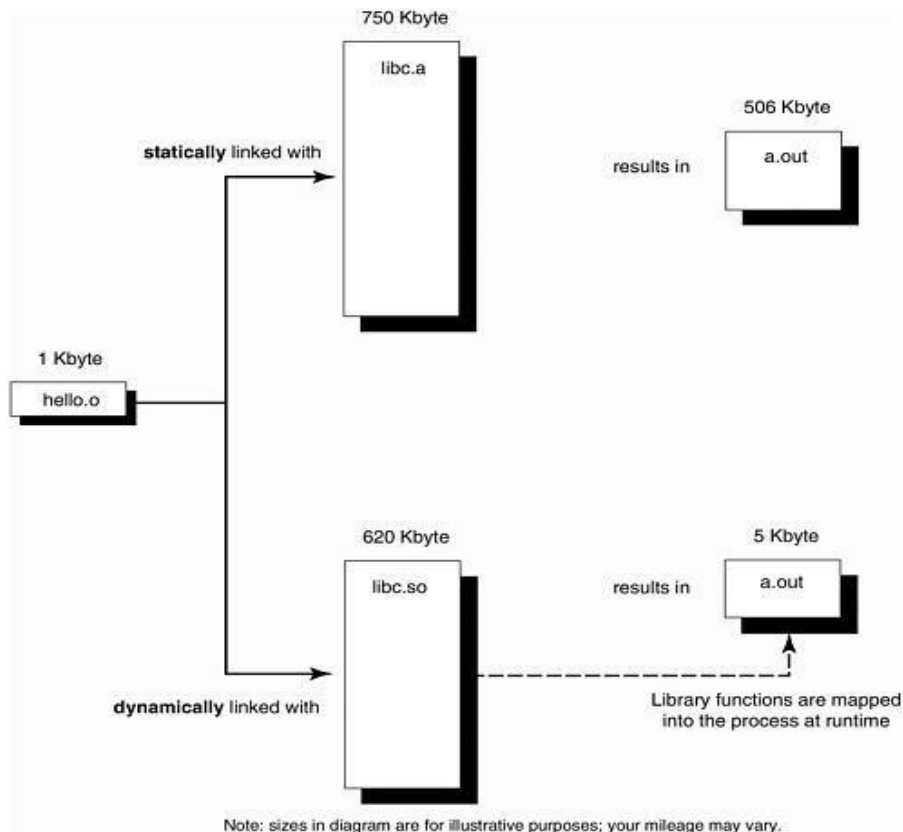 750 Kbyte
libc.a
506 Kbyte
statically linked with
results in
a.out
1 Kbyte
hello.o
620 Kbyte
5 Kbyte
libc.so
results in
a.out
dynamically linked with
Library functions are mapped
into the process at runtime
Note: sizes in diagram are for illustrative purposes; your mileage may vary.